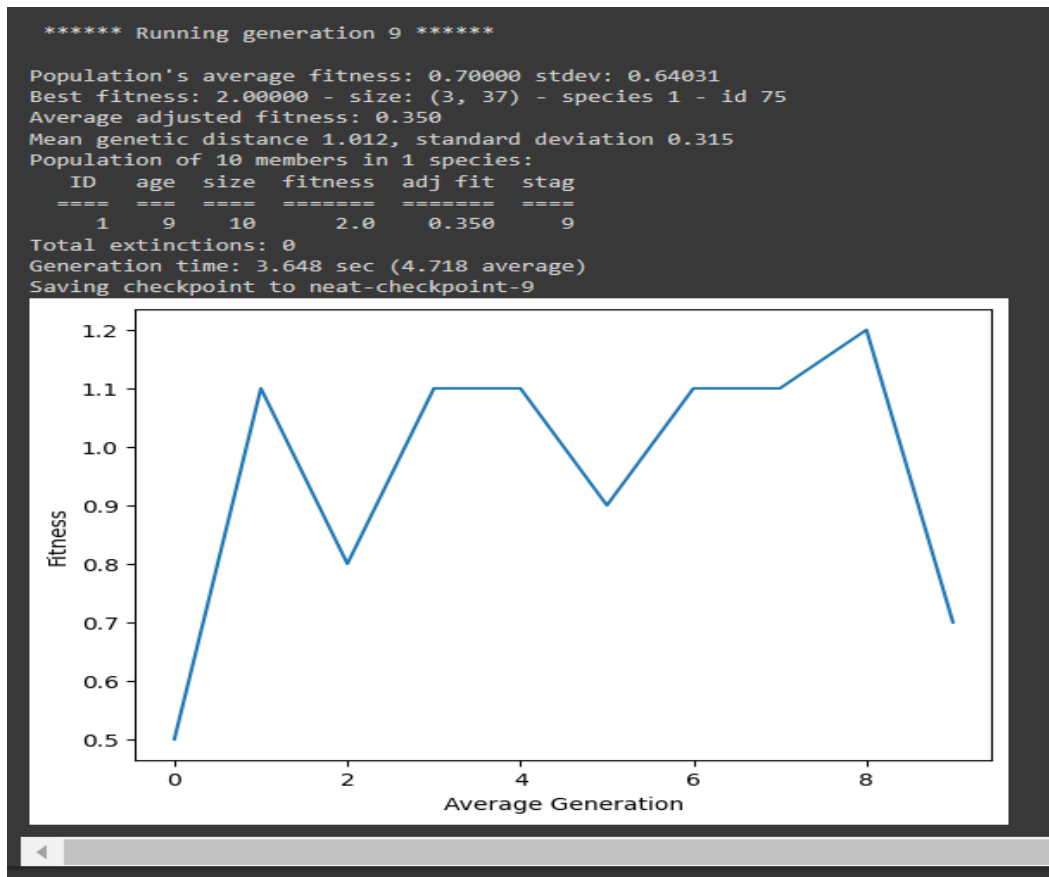 ****** Running generation 9 ******
Population's average fitness: 0.70000 stdev: 0.64031
Best fitness: 2.00000 - size: (3, 37) - species 1 - id 75
Average adjusted fitness: 0.350
Mean genetic distance 1.012, standard deviation 0.315
Population of 10 members in 1 species:
ID age size fitness adj fit stag
==== === ==== ======= ======= ====
1 9 10 2.0 0.350 9
Total extinctions: 0
Generation time: 3.648 sec (4.718 average)
Saving checkpoint to neat-checkpoint-9
1.2
1.1
1.0
0.9
0.8
0.7
0.6
0.5
Fitness
0 2 4 6 8
Average Generation